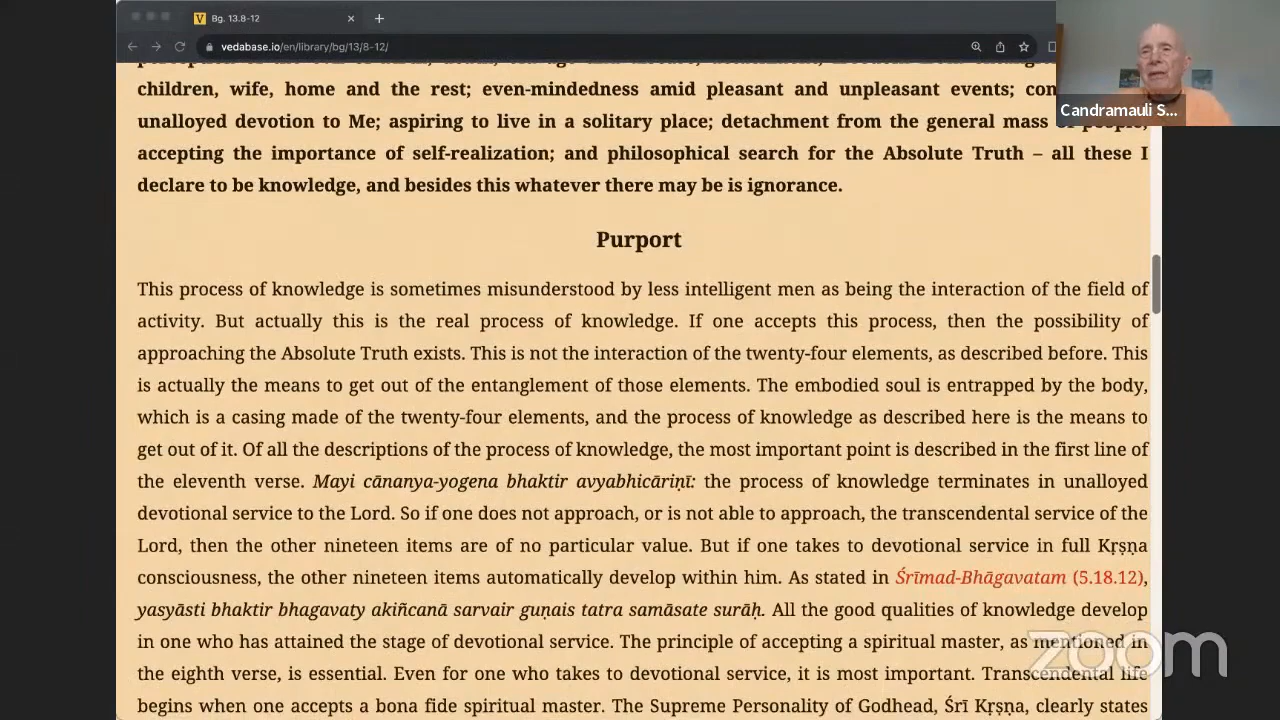 Bg. 13.8-12
vedabase.io/en/library/bg/13/8-12/
Candramauli S...
children, wife, home and the rest; even-mindedness amid pleasant and unpleasant events;
unalloyed devotion to Me; aspiring to live in a solitary place; detachment from the general mass of people;
accepting the importance of self-realization; and philosophical search for the Absolute Truth – all these I
declare to be knowledge, and besides this whatever there may be is ignorance.
Purport
This process of knowledge is sometimes misunderstood by less intelligent men as being the interaction of the field of
activity. But actually this is the real process of knowledge. If one accepts this process, then the possibility of
approaching the Absolute Truth exists. This is not the interaction of the twenty-four elements, as described before. This
is actually the means to get out of the entanglement of those elements. The embodied soul is entrapped by the body,
which is a casing made of the twenty-four elements, and the process of knowledge as described here is the means to
get out of it. Of all the descriptions of the process of knowledge, the most important point is described in the first line of
the eleventh verse. Mayi cānanya-yogena bhaktir avyabhicāriṇī: the process of knowledge terminates in unalloyed
devotional service to the Lord. So if one does not approach, or is not able to approach, the transcendental service of the
Lord, then the other nineteen items are of no particular value. But if one takes to devotional service in full Kṛṣṇa
consciousness, the other nineteen items automatically develop within him. As stated in Śrīmad-Bhāgavatam (5.18.12),
yasyāsti bhaktir bhagavaty akiñcanā sarvair guṇais tatra samāsate surāḥ. All the good qualities of knowledge develop
in one who has attained the stage of devotional service. The principle of accepting a spiritual master, as mentioned in
the eighth verse, is essential. Even for one who takes to devotional service, it is most important. Transcendental life
begins when one accepts a bona fide spiritual master. The Supreme Personality of Godhead, Śrī Kṛṣṇa, clearly states
zoom